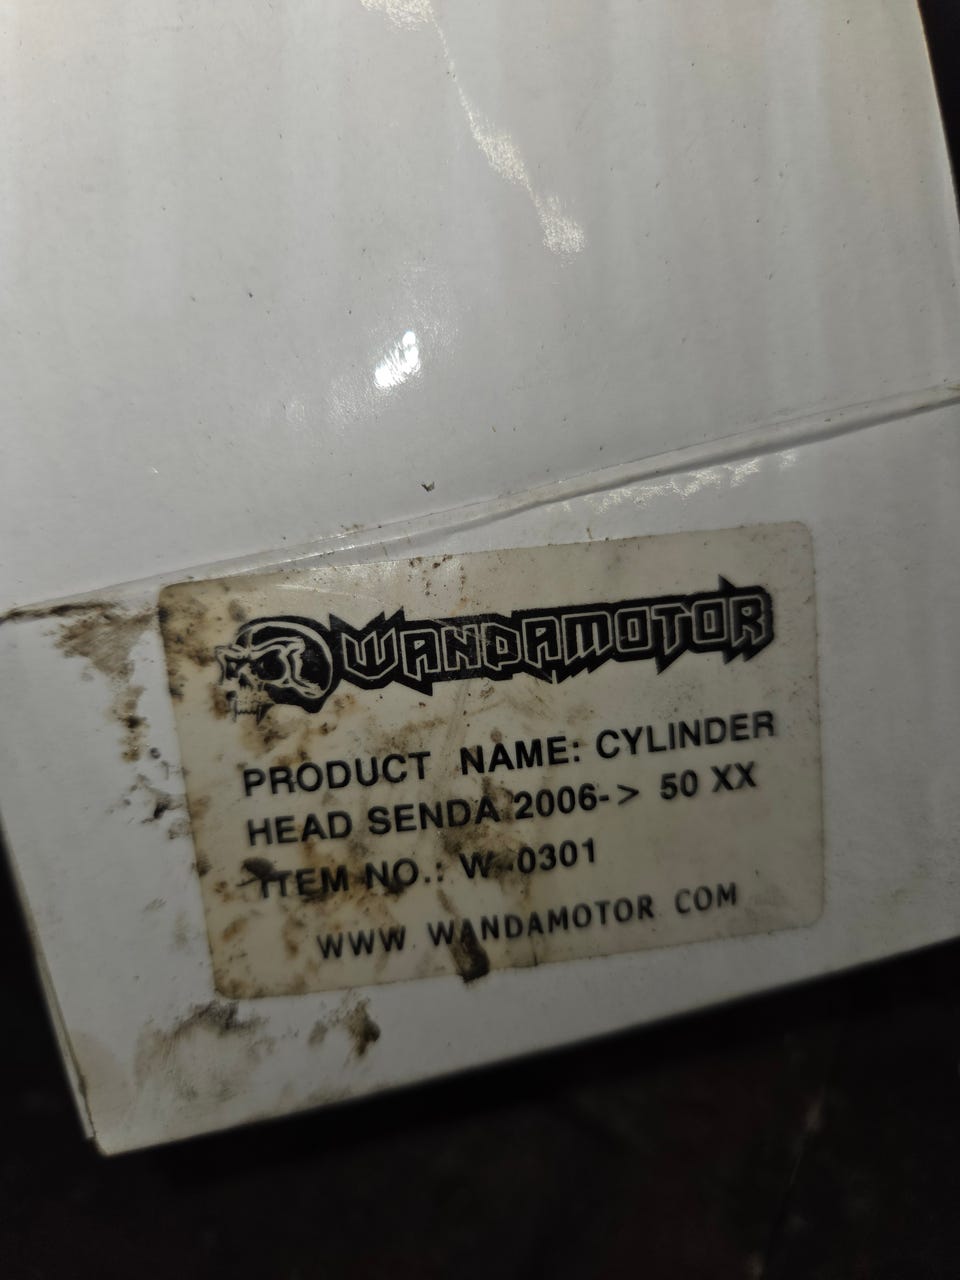 WANDAMOTOR
PRODUCT NAME: CYLINDER
HEAD SENDA 2006-> 50 XX
ITEM NO.: W-0301
WWW WANDAMOTOR COM